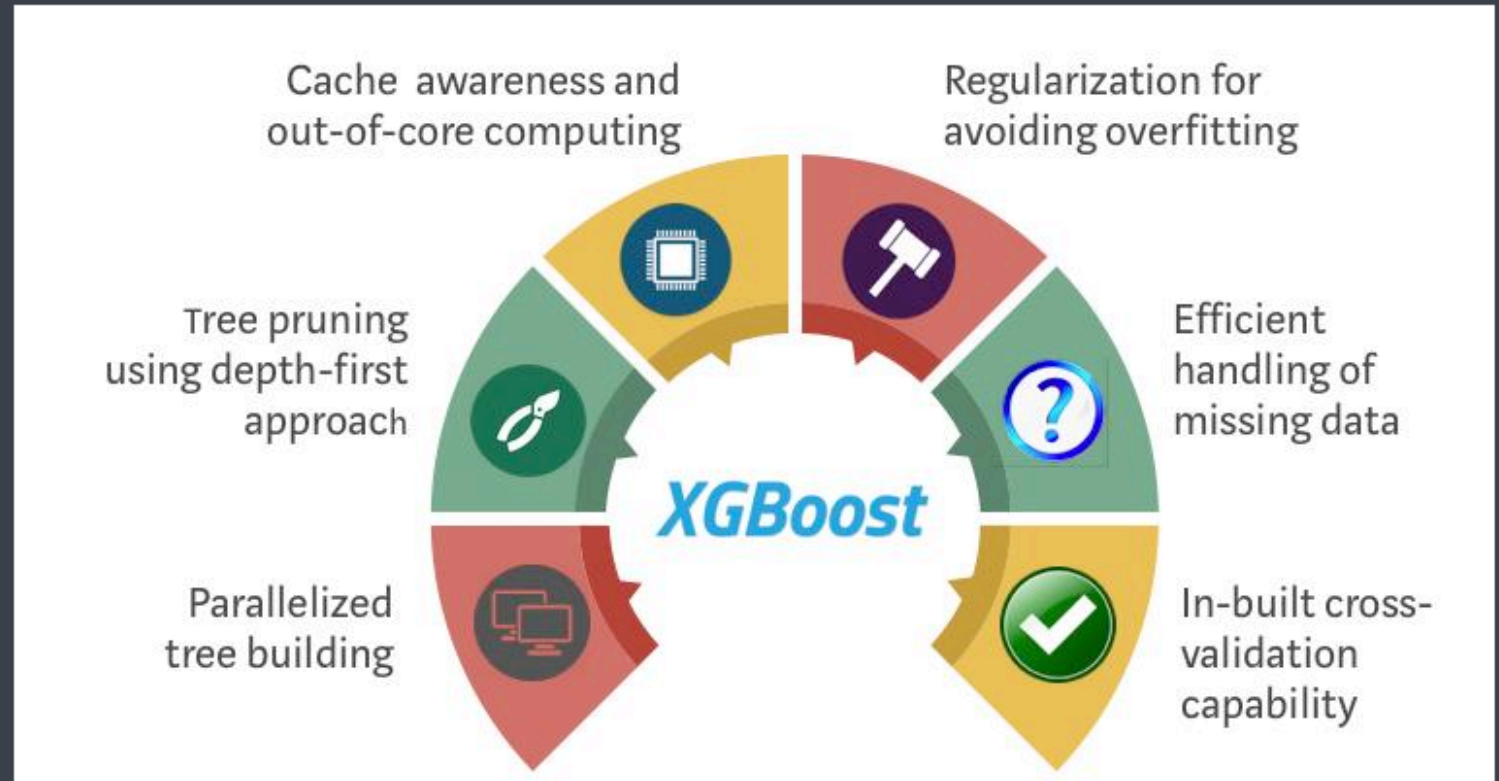 Cache awareness and
out-of-core computing
Regularization for
avoiding overfitting
Tree pruning
using depth-first
approach
Efficient
handling of
missing data
XGBoost
Parallelized
tree building
In-built cross-
validation
capability